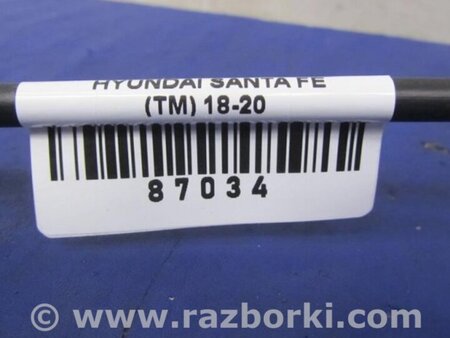 HYUNDAI SANTA FE
(TM) 18-20
87034
© www.razborki.com